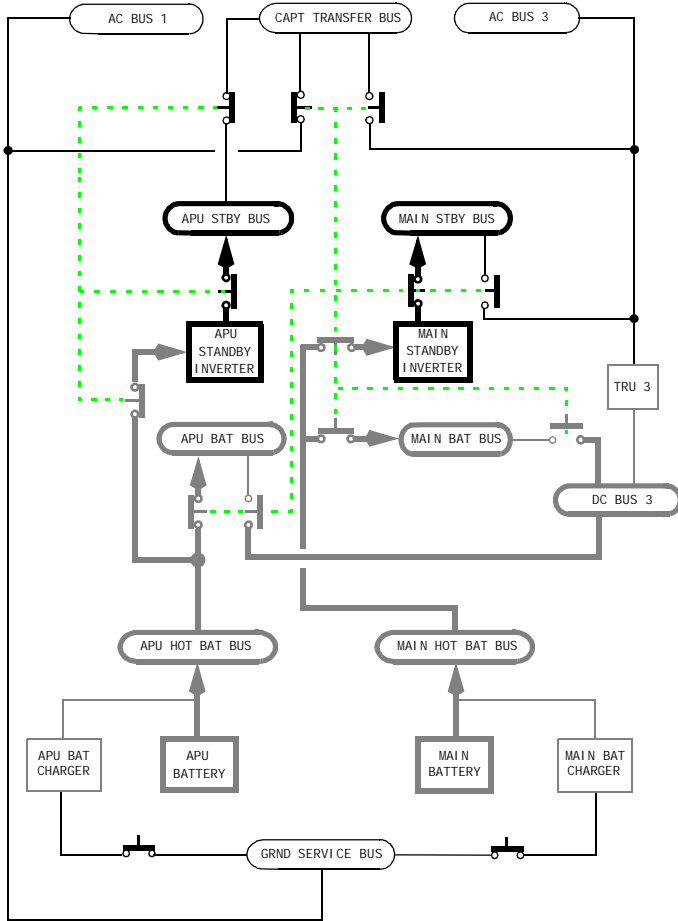 AC BUS 1
CAPT TRANSFER BUS
AC BUS 3
APU STBY BUS
MAIN STBY BUS
APU
STANDBY
INVERTER
MAIN
STANDBY
INVERTER
TRU 3
APU BAT BUS
MAIN BAT BUS
DC BUS 3
APU HOT BAT BUS
MAIN HOT BAT BUS
APU BAT
CHARGER
APU
BATTERY
MAIN
BATTERY
MAIN BAT
CHARGER
GRND SERVICE BUS